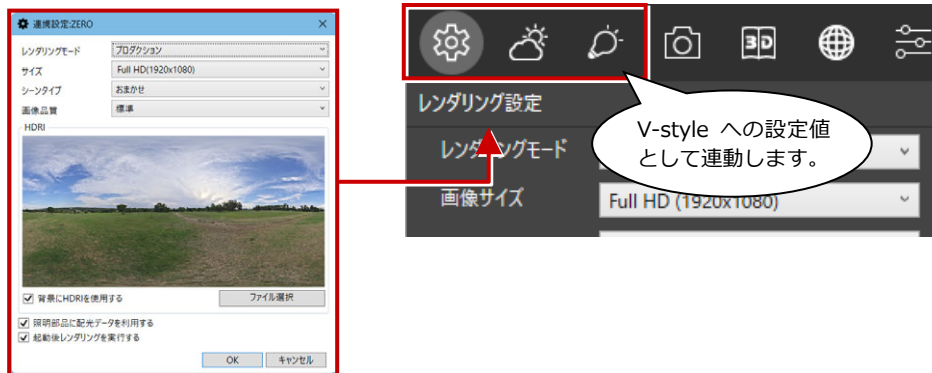 連携設定:ZERO
レンダリングモード
プロダクション
サイズ
Full HD(1920x1080)
シーンタイプ
おまかせ
画像品質
標準
HDRI
背景にHDRIを使用する
ファイル選択
照明部品に配光データを利用する
起動後レンダリングを実行する
OK キャンセル
3D
レンダリング設定
レンダリングモード
画像サイズ
Full HD (1920x1080)
V-style への設定値
として連動します。